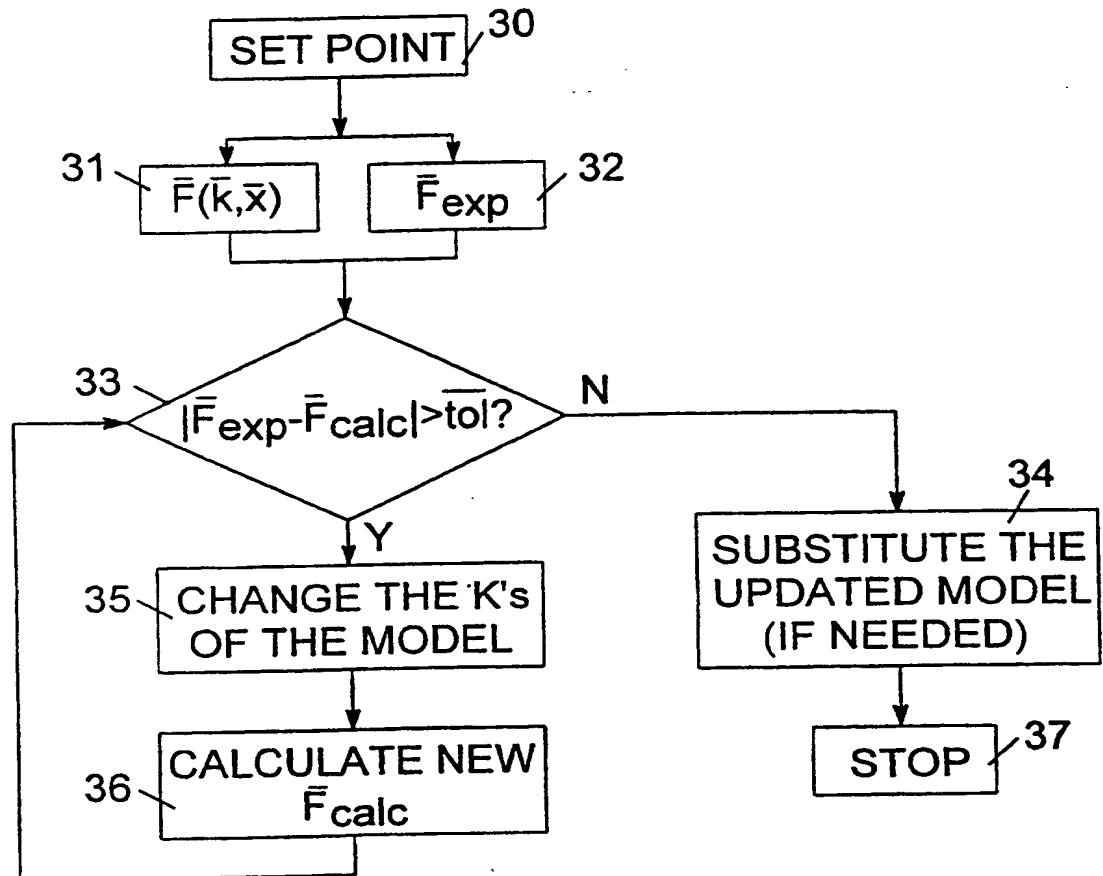 SET POINT
30
31
F̿(k̄,x̄)
F̿exp
32
33
|F̿exp-F̿calc|>t̅o̅l̅?
N
Y
34
SUBSTITUTE THE
UPDATED MODEL
(IF NEEDED)
35
CHANGE THE K's
OF THE MODEL
36
CALCULATE NEW
F̿calc
STOP
37